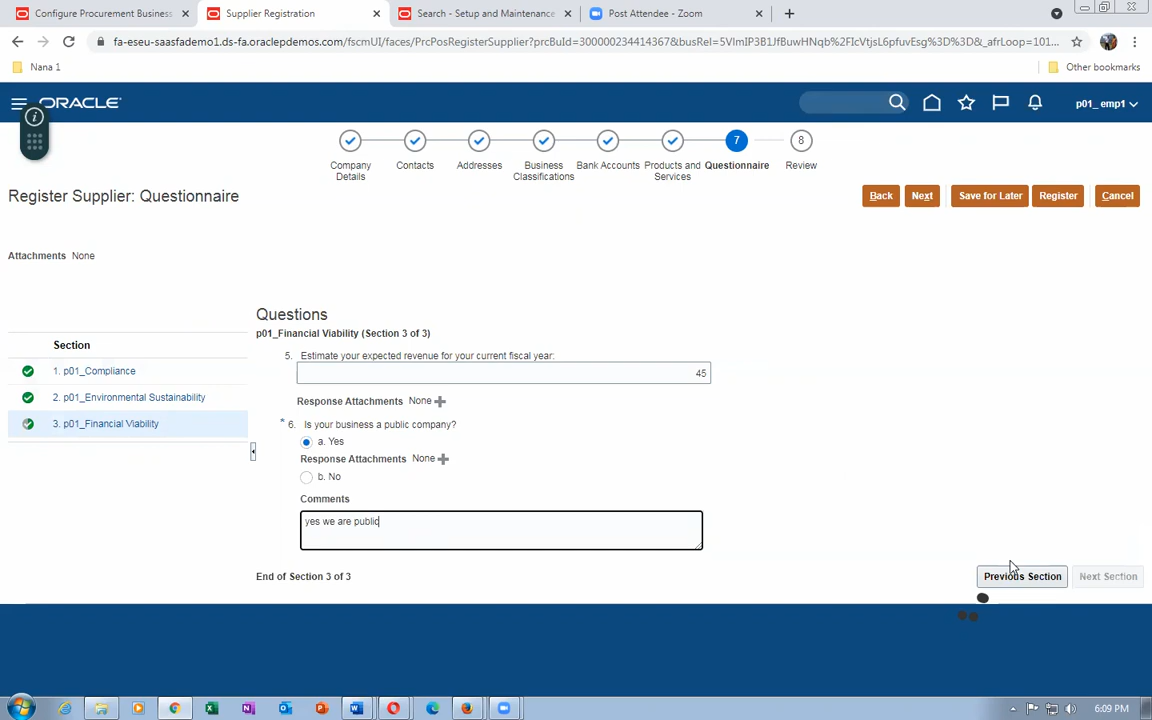 Configure Procurement Business
Supplier Registration
Search - Setup and Maintenance
Post Attendee - Zoom
fa-eseu-saasfademo1.ds-fa.oraclepdemos.com/fscmUI/faces/PrcPosRegisterSupplier?prcBuId=300000234414367&busRel=5VlmIP3B1JfBuwHNqb%2FIcVtjsL6pfuvEsg%3D%3D&_afrLoop=101...
Nana 1
Other bookmarks
ORACLE
p01_ emp1
7
8
Company Details
Contacts
Addresses
Business Classifications
Bank Accounts
Products and Services
Questionnaire
Review
Register Supplier: Questionnaire
Back
Next
Save for Later
Register
Cancel
Attachments None
Section
1. p01_Compliance
2. p01_Environmental Sustainability
3. p01_Financial Viability
Questions
p01_Financial Viability (Section 3 of 3)
5. Estimate your expected revenue for your current fiscal year:
45
Response Attachments None
* 6. Is your business a public company?
a. Yes
Response Attachments None
b. No
Comments
yes we are public
End of Section 3 of 3
Previous Section
Next Section
6:09 PM